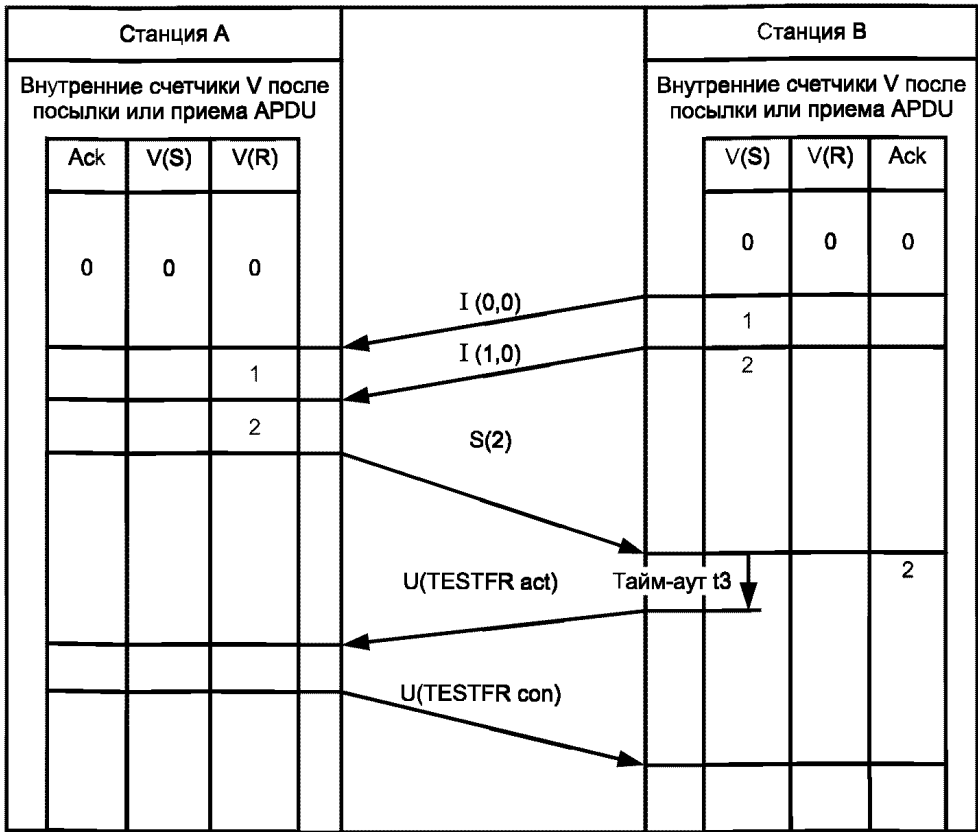 Станция A
Станция B
Внутренние счетчики V после
посылки или приема APDU
Внутренние счетчики V после
посылки или приема APDU
Ack V(S) V(R)
V(S) V(R) Ack
0 0 0
0 0 0
I (0,0)
1
I (1,0)
1
2
2
S(2)
U(TESTFR act)
Тайм-аут t3
2
U(TESTFR con)